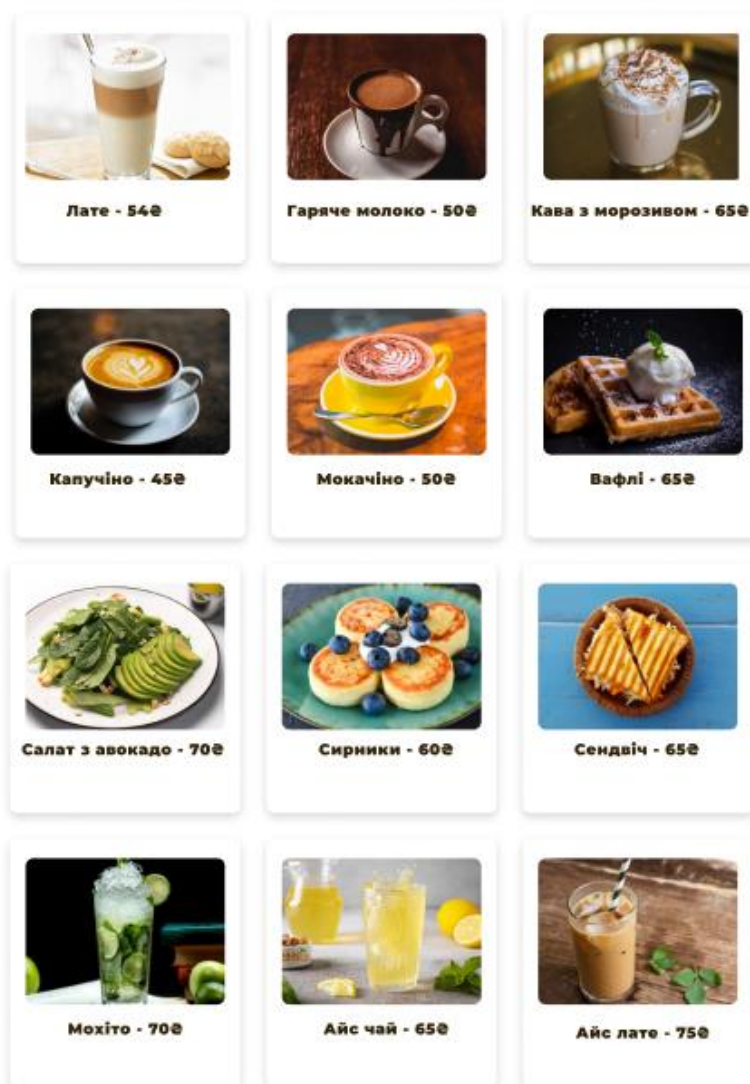 Лате - 54₴
Гаряче молоко - 50₴
Кава з морозивом - 65₴
Капучіно - 45₴
Мокачіно - 50₴
Вафлі - 65₴
Салат з авокадо - 70₴
Сирники - 60₴
Сендвіч - 65₴
Мохіто - 70₴
Айс чай - 65₴
Айс лате - 75₴